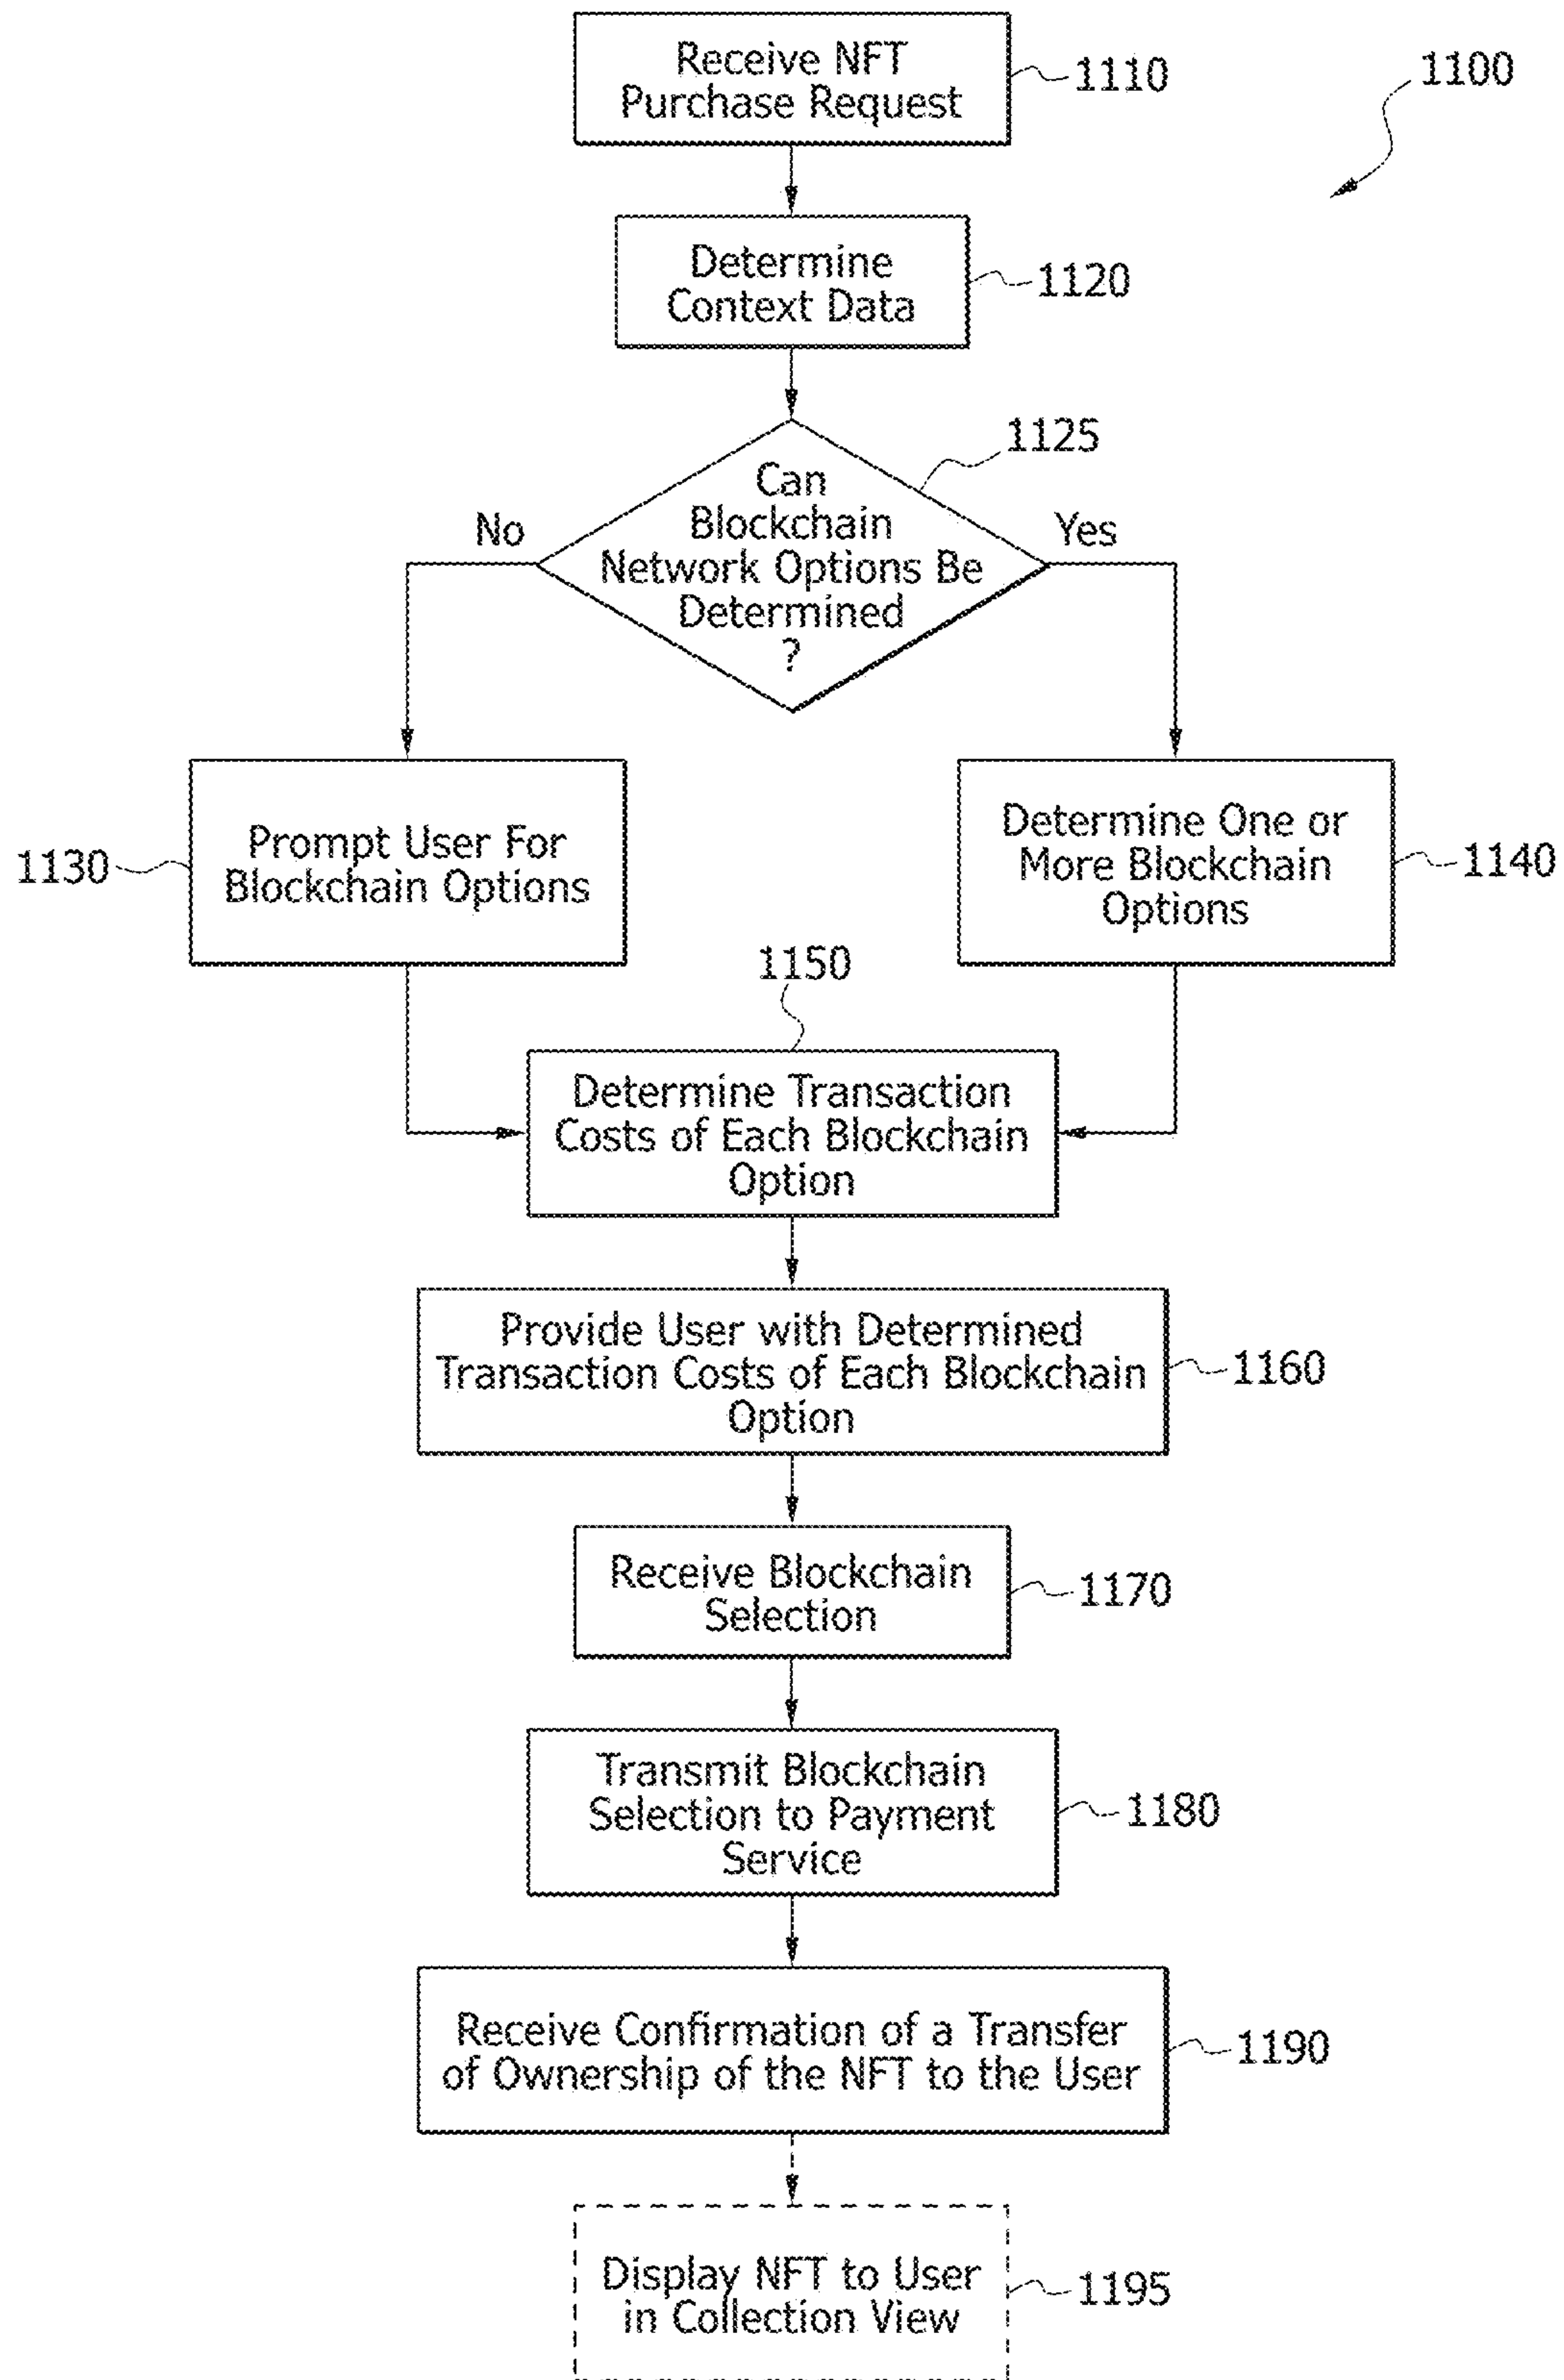 Receive NFT
Purchase Request
1110
1100
Determine
Context Data
1120
1125
Can
Blockchain
Network Options Be
Determined
?
No
Yes
Prompt User For
Blockchain Options
1130
Determine One or
More Blockchain
Options
1140
1150
Determine Transaction
Costs of Each Blockchain
Option
Provide User with Determined
Transaction Costs of Each Blockchain
Option
1160
Receive Blockchain
Selection
1170
Transmit Blockchain
Selection to Payment
Service
1180
Receive Confirmation of a Transfer
of Ownership of the NFT to the User
1190
Display NFT to User
in Collection View
1195